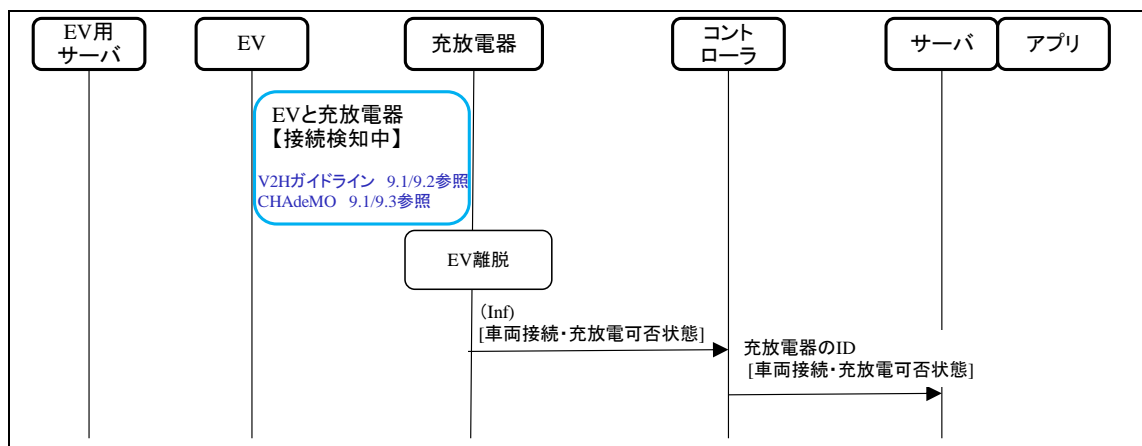 EV用
サーバ
EV
充放電器
コント
ローラ
サーバ
アプリ
EVと充放電器
【接続検知中】
V2Hガイドライン 9.1/9.2参照
CHAdeMO 9.1/9.3参照
EV離脱
(Inf)
[車両接続・充放電可否状態]
充放電器のID
[車両接続・充放電可否状態]